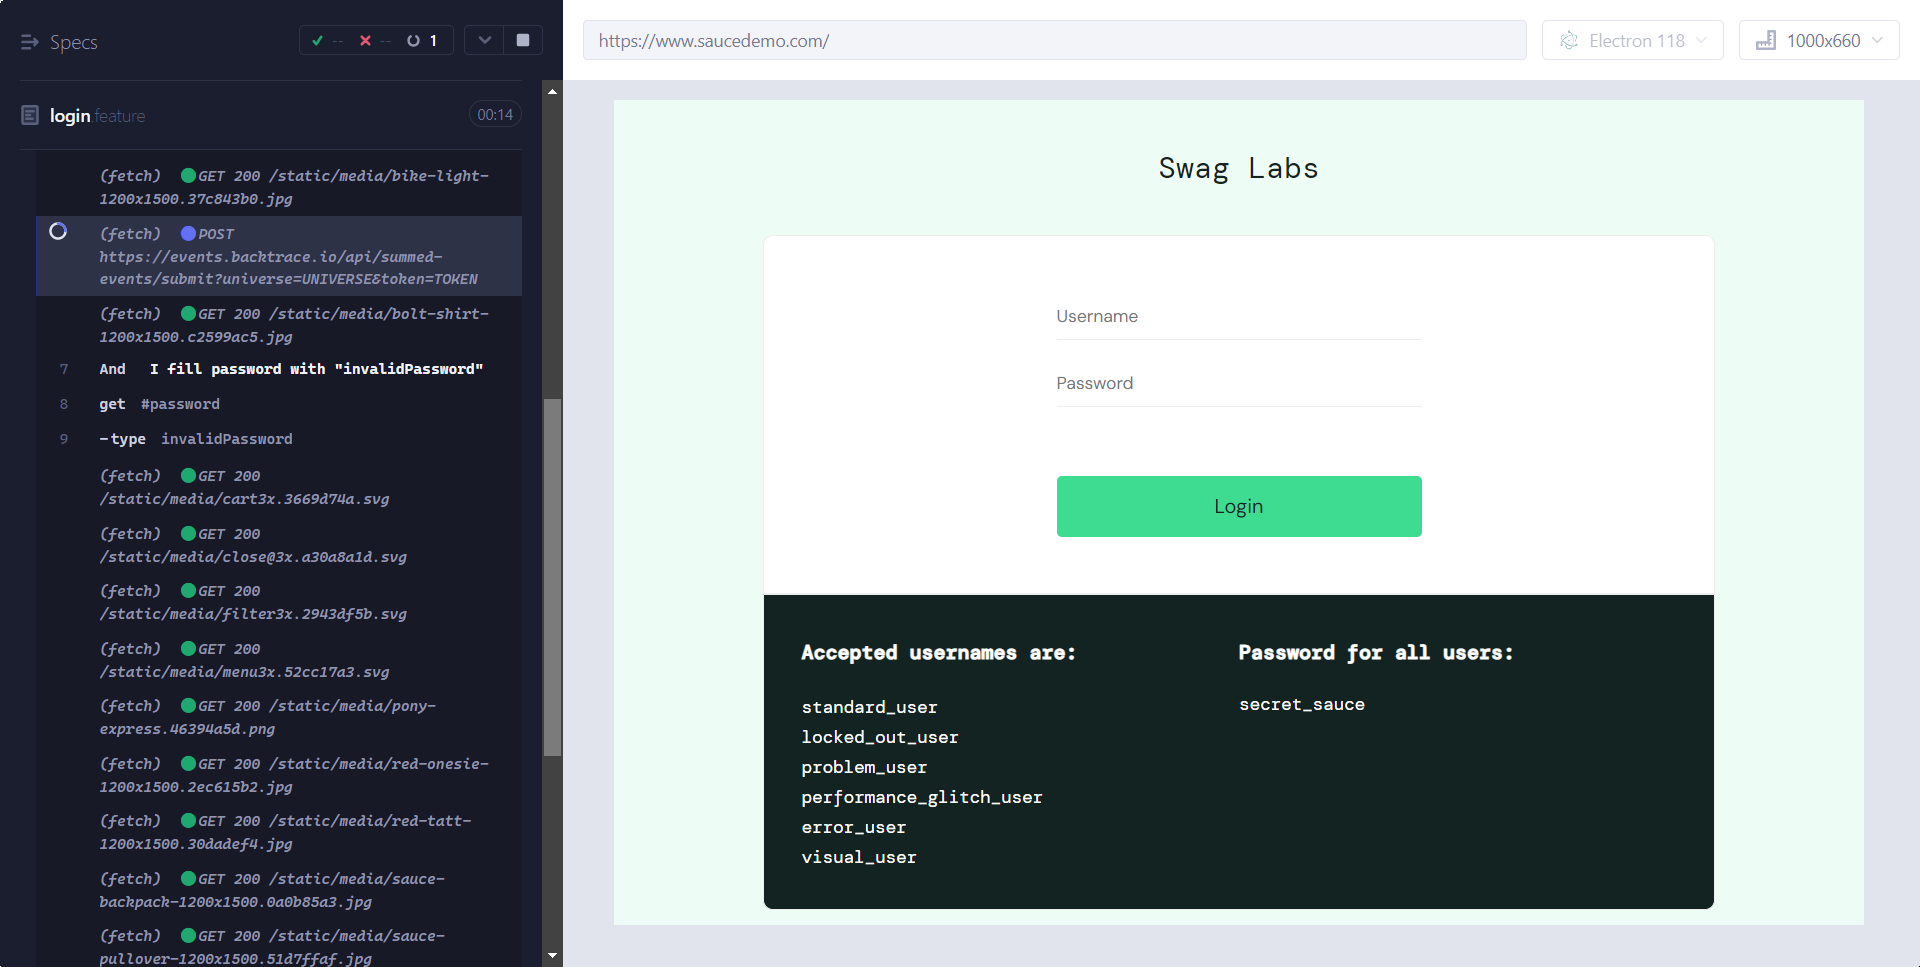 Specs
-- -- 1
login.feature
00:14
(fetch) GET 200 /static/media/bike-light-
1200x1500.37c843b0.jpg
(fetch) POST
https://events.backtrace.io/api/summed-
events/submit?universe=UNIVERSE&token=TOKEN
(fetch) GET 200 /static/media/bolt-shirt-
1200x1500.c2599ac5.jpg
7 And I fill password with "invalidPassword"
8 get #password
9 -type invalidPassword
(fetch) GET 200
/static/media/cart3x.3669d74a.svg
(fetch) GET 200
/static/media/close@3x.a30a8a1d.svg
(fetch) GET 200
/static/media/filter3x.2943df5b.svg
(fetch) GET 200
/static/media/menu3x.52cc17a3.svg
(fetch) GET 200 /static/media/pony-
express.46394a5d.png
(fetch) GET 200 /static/media/red-onesie-
1200x1500.2ec615b2.jpg
(fetch) GET 200 /static/media/red-tatt-
1200x1500.30dadef4.jpg
(fetch) GET 200 /static/media/sauce-
backpack-1200x1500.0a0b85a3.jpg
(fetch) GET 200 /static/media/sauce-
pullover-1200x1500.51d7ffaf.jpg
https://www.saucedemo.com/
Electron 118
1000x660
Swag Labs
Username
Password
Login
Accepted usernames are:
standard_user
locked_out_user
problem_user
performance_glitch_user
error_user
visual_user
Password for all users:
secret_sauce